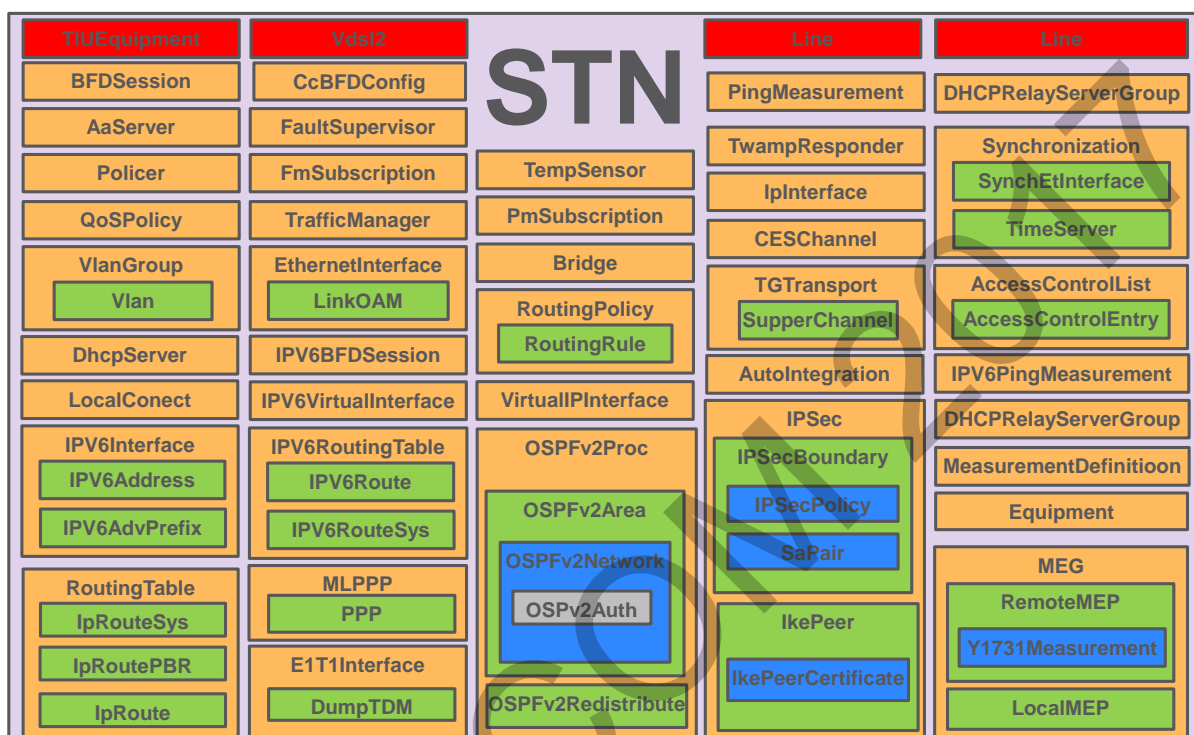 TIUEquipment
BFDSession
AaServer
Policer
QoSPolicy
VlanGroup
Vlan
DhcpServer
LocalConect
IPV6Interface
IPV6Address
IPV6AdvPrefix
RoutingTable
IpRouteSys
IpRoutePBR
IpRoute
Vdsl2
CcBFDConfig
FaultSupervisor
FmSubscription
TrafficManager
EthernetInterface
LinkOAM
IPV6BFDSession
IPV6VirtualInterface
IPV6RoutingTable
IPV6Route
IPV6RouteSys
MLPPP
PPP
E1T1Interface
DumpTDM
STN
TempSensor
PmSubscription
Bridge
RoutingPolicy
RoutingRule
VirtualIPInterface
OSPFv2Proc
OSPFv2Area
OSPFv2Network
OSPv2Auth
OSPFv2Redistribute
Line
PingMeasurement
TwampResponder
IpInterface
CESChannel
TGTransport
SupperChannel
AutoIntegration
IPSec
IPSecBoundary
IPSecPolicy
SaPair
IkePeer
IkePeerCertificate
Line
DHCPRelayServerGroup
Synchronization
SynchEtInterface
TimeServer
AccessControlList
AccessControlEntry
IPV6PingMeasurement
DHCPRelayServerGroup
MeasurementDefinitioon
Equipment
MEG
RemoteMEP
Y1731Measurement
LocalMEP
COM 2017